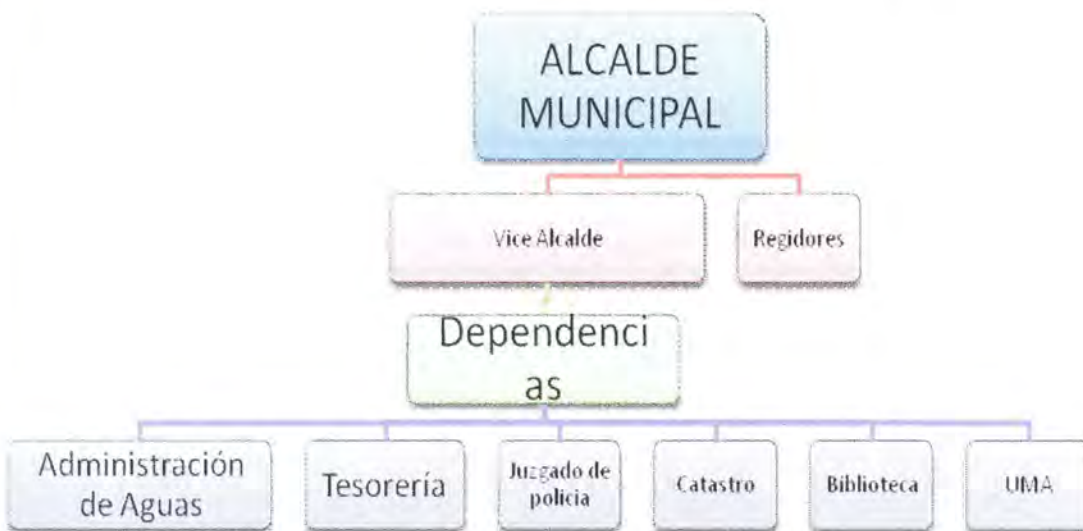 ALCALDE
MUNICIPAL
Vice Alcalde
Regidores
Dependenci
as
Administración
de Aguas
Tesorería
Juzgado de
policia
Catastro
Biblioteca
UMA